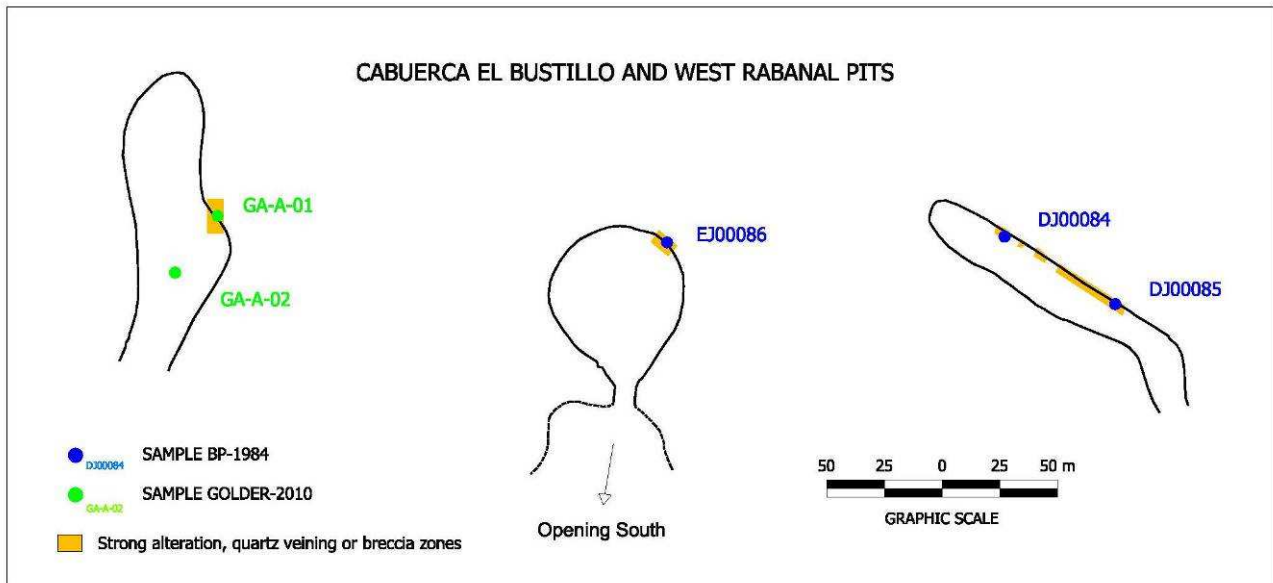 CABUERCA EL BUSTILLO AND WEST RABANAL PITS
GA-A-01
GA-A-02
EJ00086
DJ00084
DJ00085
DJ00084 SAMPLE BP-1984
GA-A-02 SAMPLE GOLDER-2010
Strong alteration, quartz veining or breccia zones
Opening South
50 25 0 25 50 m
GRAPHIC SCALE